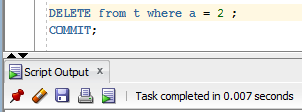 DELETE from t where a = 2 ;
COMMIT;
Script Output x
Task completed in 0.007 seconds